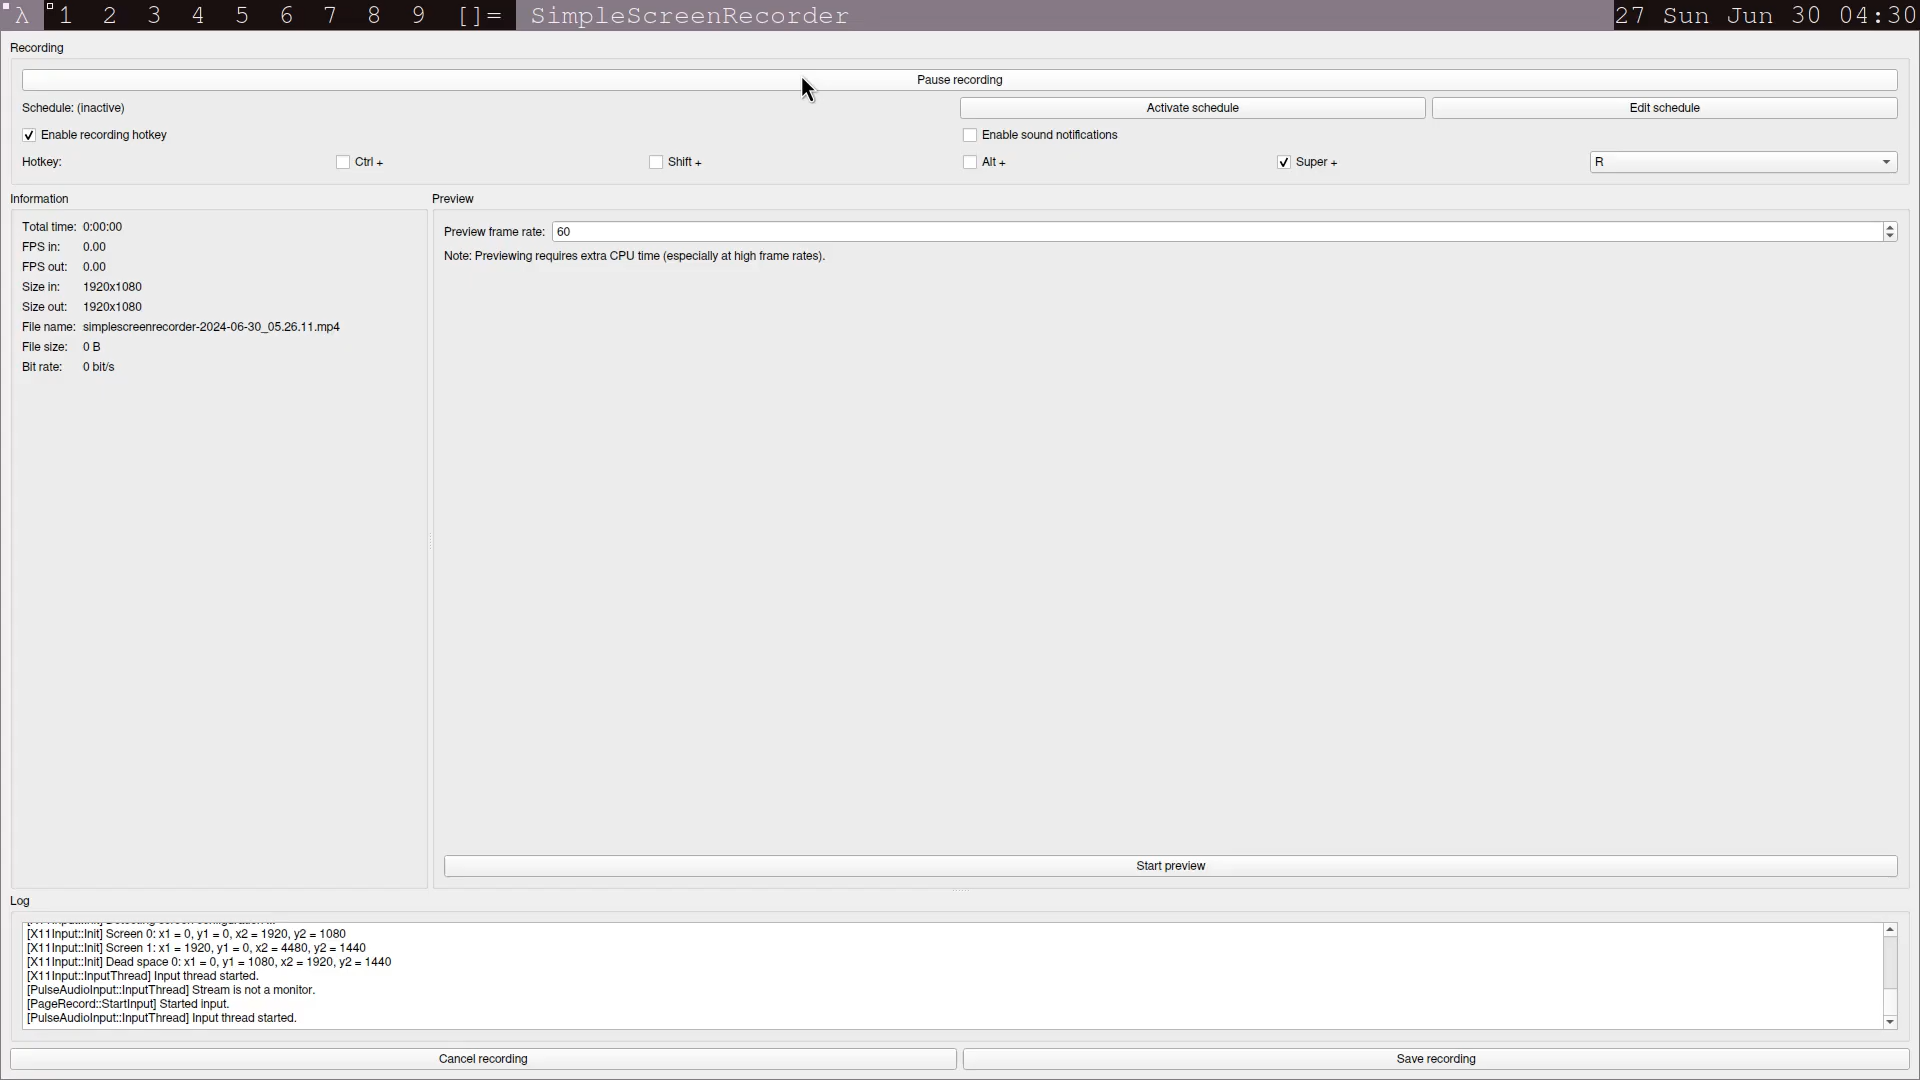 λ 1 2 3 4 5 6 7 8 9 []= SimpleScreenRecorder 27 Sun Jun 30 04:30
Recording
Pause recording
Schedule: (inactive) Activate schedule Edit schedule
Enable recording hotkey Enable sound notifications
Hotkey: Ctrl + Shift + Alt + Super + R
Information Preview
Total time: 0:00:00
Preview frame rate: 60
FPS in: 0.00
Note: Previewing requires extra CPU time (especially at high frame rates).
FPS out: 0.00
Size in: 1920x1080
Size out: 1920x1080
File name: simplescreenrecorder-2024-06-30_05.26.11.mp4
File size: 0 B
Bit rate: 0 bit/s
Start preview
Log
[X11Input::Init] Screen 0: x1 = 0, y1 = 0, x2 = 1920, y2 = 1080
[X11Input::Init] Screen 1: x1 = 1920, y1 = 0, x2 = 4480, y2 = 1440
[X11Input::Init] Dead space 0: x1 = 0, y1 = 1080, x2 = 1920, y2 = 1440
[X11Input::InputThread] Input thread started.
[PulseAudioInput::InputThread] Stream is not a monitor.
[PageRecord::StartInput] Started input.
[PulseAudioInput::InputThread] Input thread started.
Cancel recording Save recording